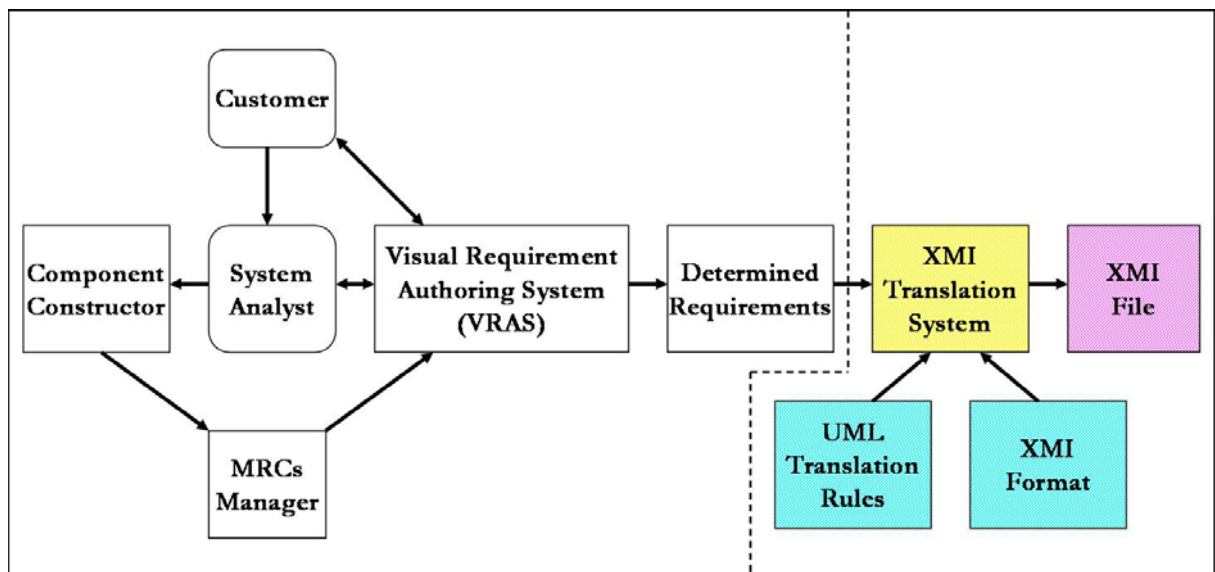 Customer
Component
Constructor
System
Analyst
Visual Requirement
Authoring System
(VRAS)
Determined
Requirements
XMI
Translation
System
XMI
File
MRCs
Manager
UML
Translation
Rules
XMI
Format